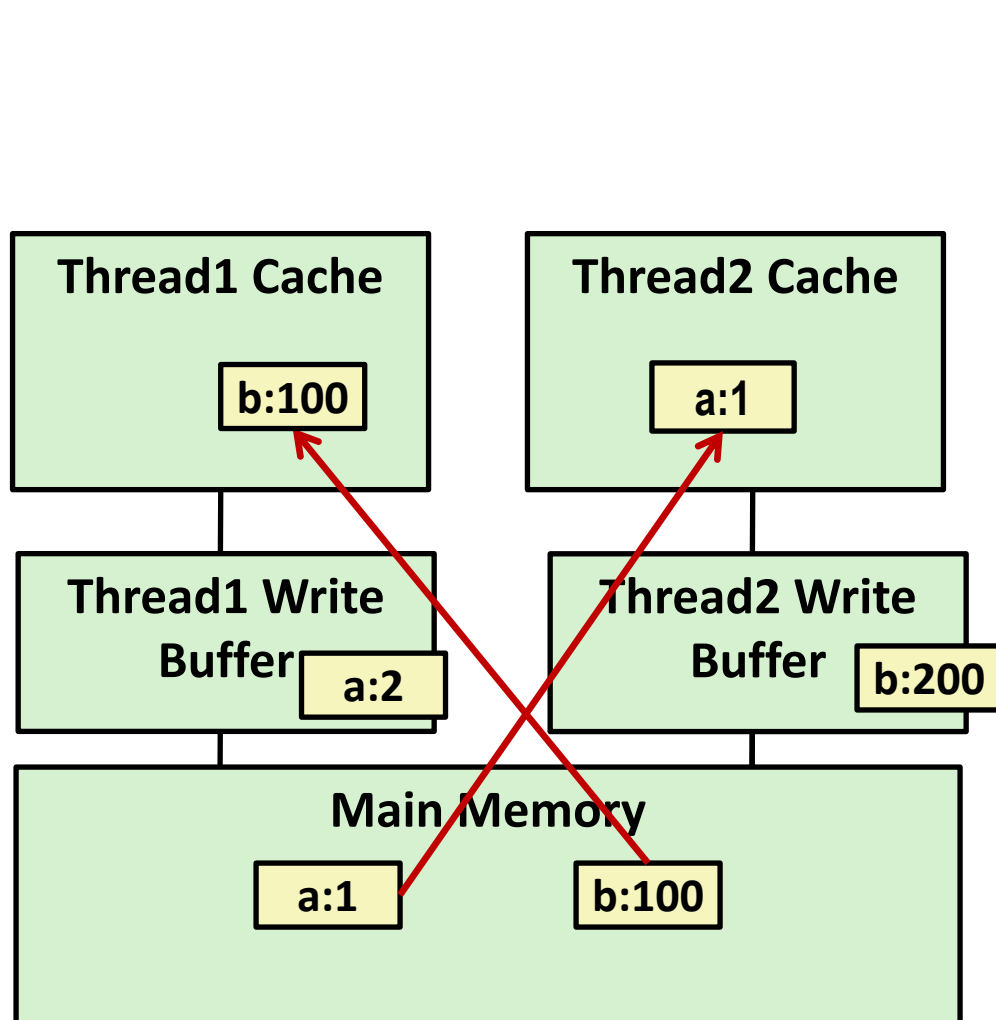 Thread1 Cache
b:100
Thread2 Cache
a:1
Thread1 Write
Buffer
a:2
Thread2 Write
Buffer
b:200
Main Memory
a:1
b:100